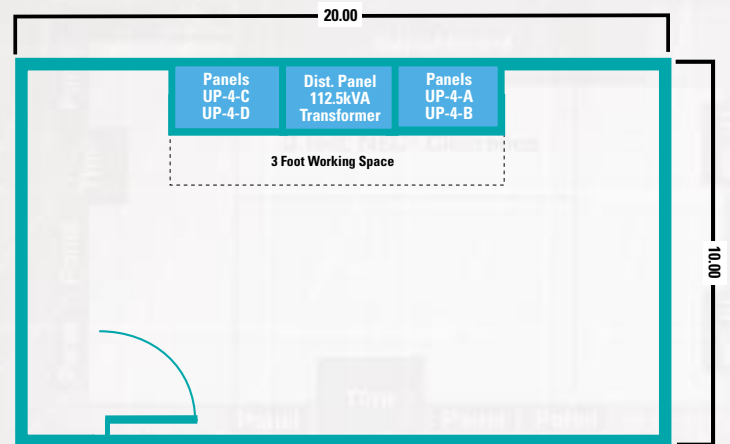 20.00
Panels
UP-4-C
UP-4-D
Dist. Panel
112.5kVA
Transformer
Panels
UP-4-A
UP-4-B
3 Foot Working Space
10.00